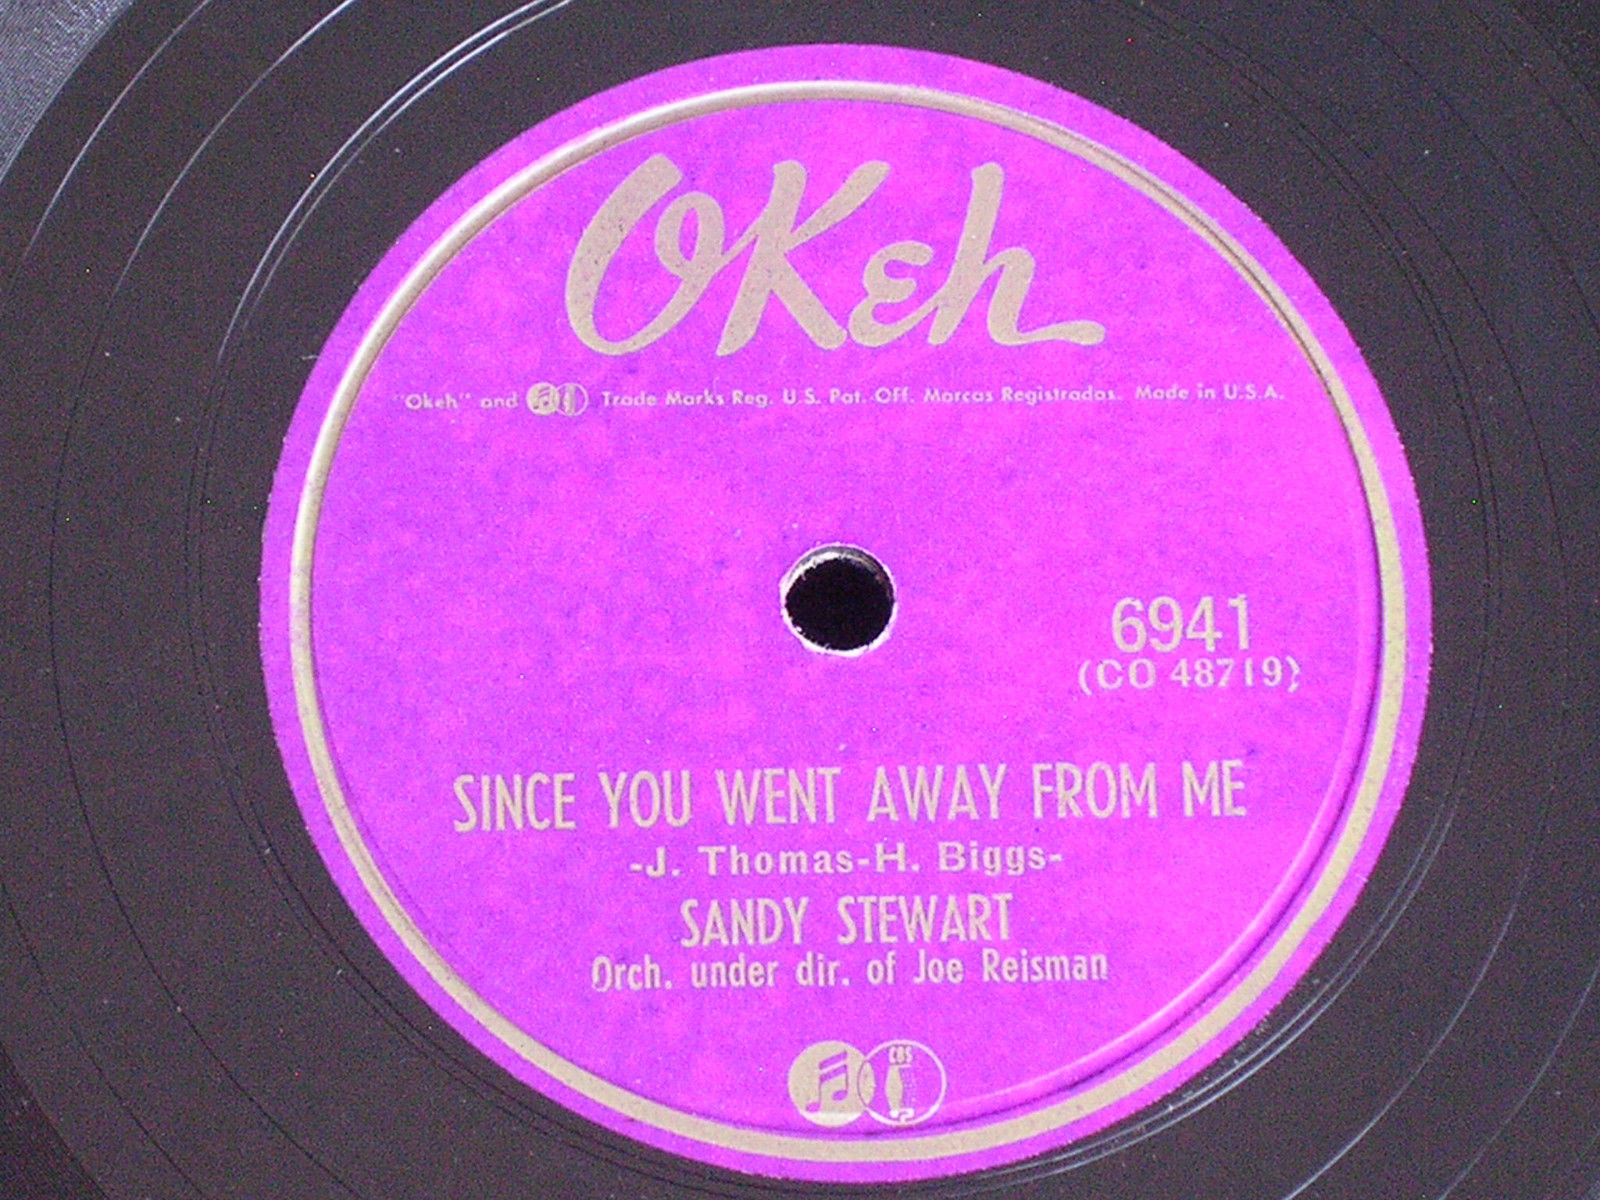 OKeh
"Okeh" and Trade Marks Reg. U.S. Pat. Off. Marcas Registradas. Made in U.S.A.
6941
(CO 48719)
SINCE YOU WENT AWAY FROM ME
-J. Thomas-H. Biggs-
SANDY STEWART
Orch. under dir. of Joe Reisman
CBS